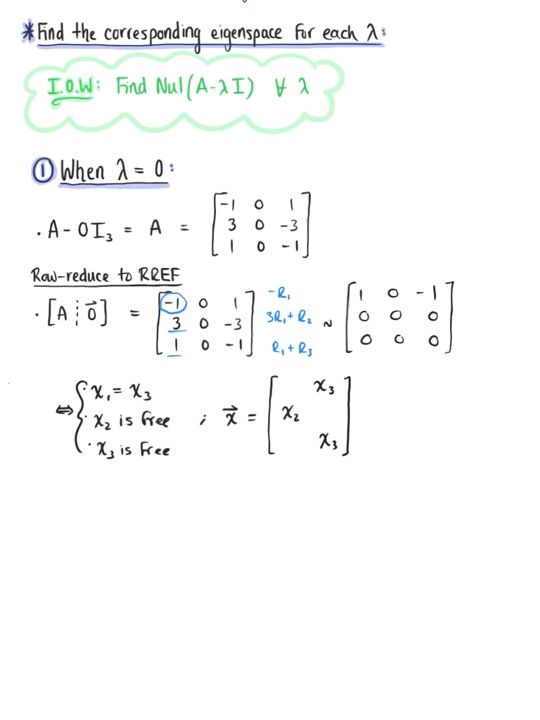 *Find the corresponding eigenspace for each λ:
I.O.W: Find Nul(A-λI) ∀ λ
① When λ = 0:
. A - 0I₃ = A = [-1 0 1; 3 0 -3; 1 0 -1]
Row-reduce to RREF
. [A ⋮ 0⃗] = [-1 0 1; 3 0 -3; 1 0 -1] -R₁ 3R₁+R₂ R₁+R₃ ~ [1 0 -1; 0 0 0; 0 0 0]
⇔ { · x₁ = x₃
· x₂ is free ; x⃗ = [x₃; x₂; x₃]
· x₃ is free